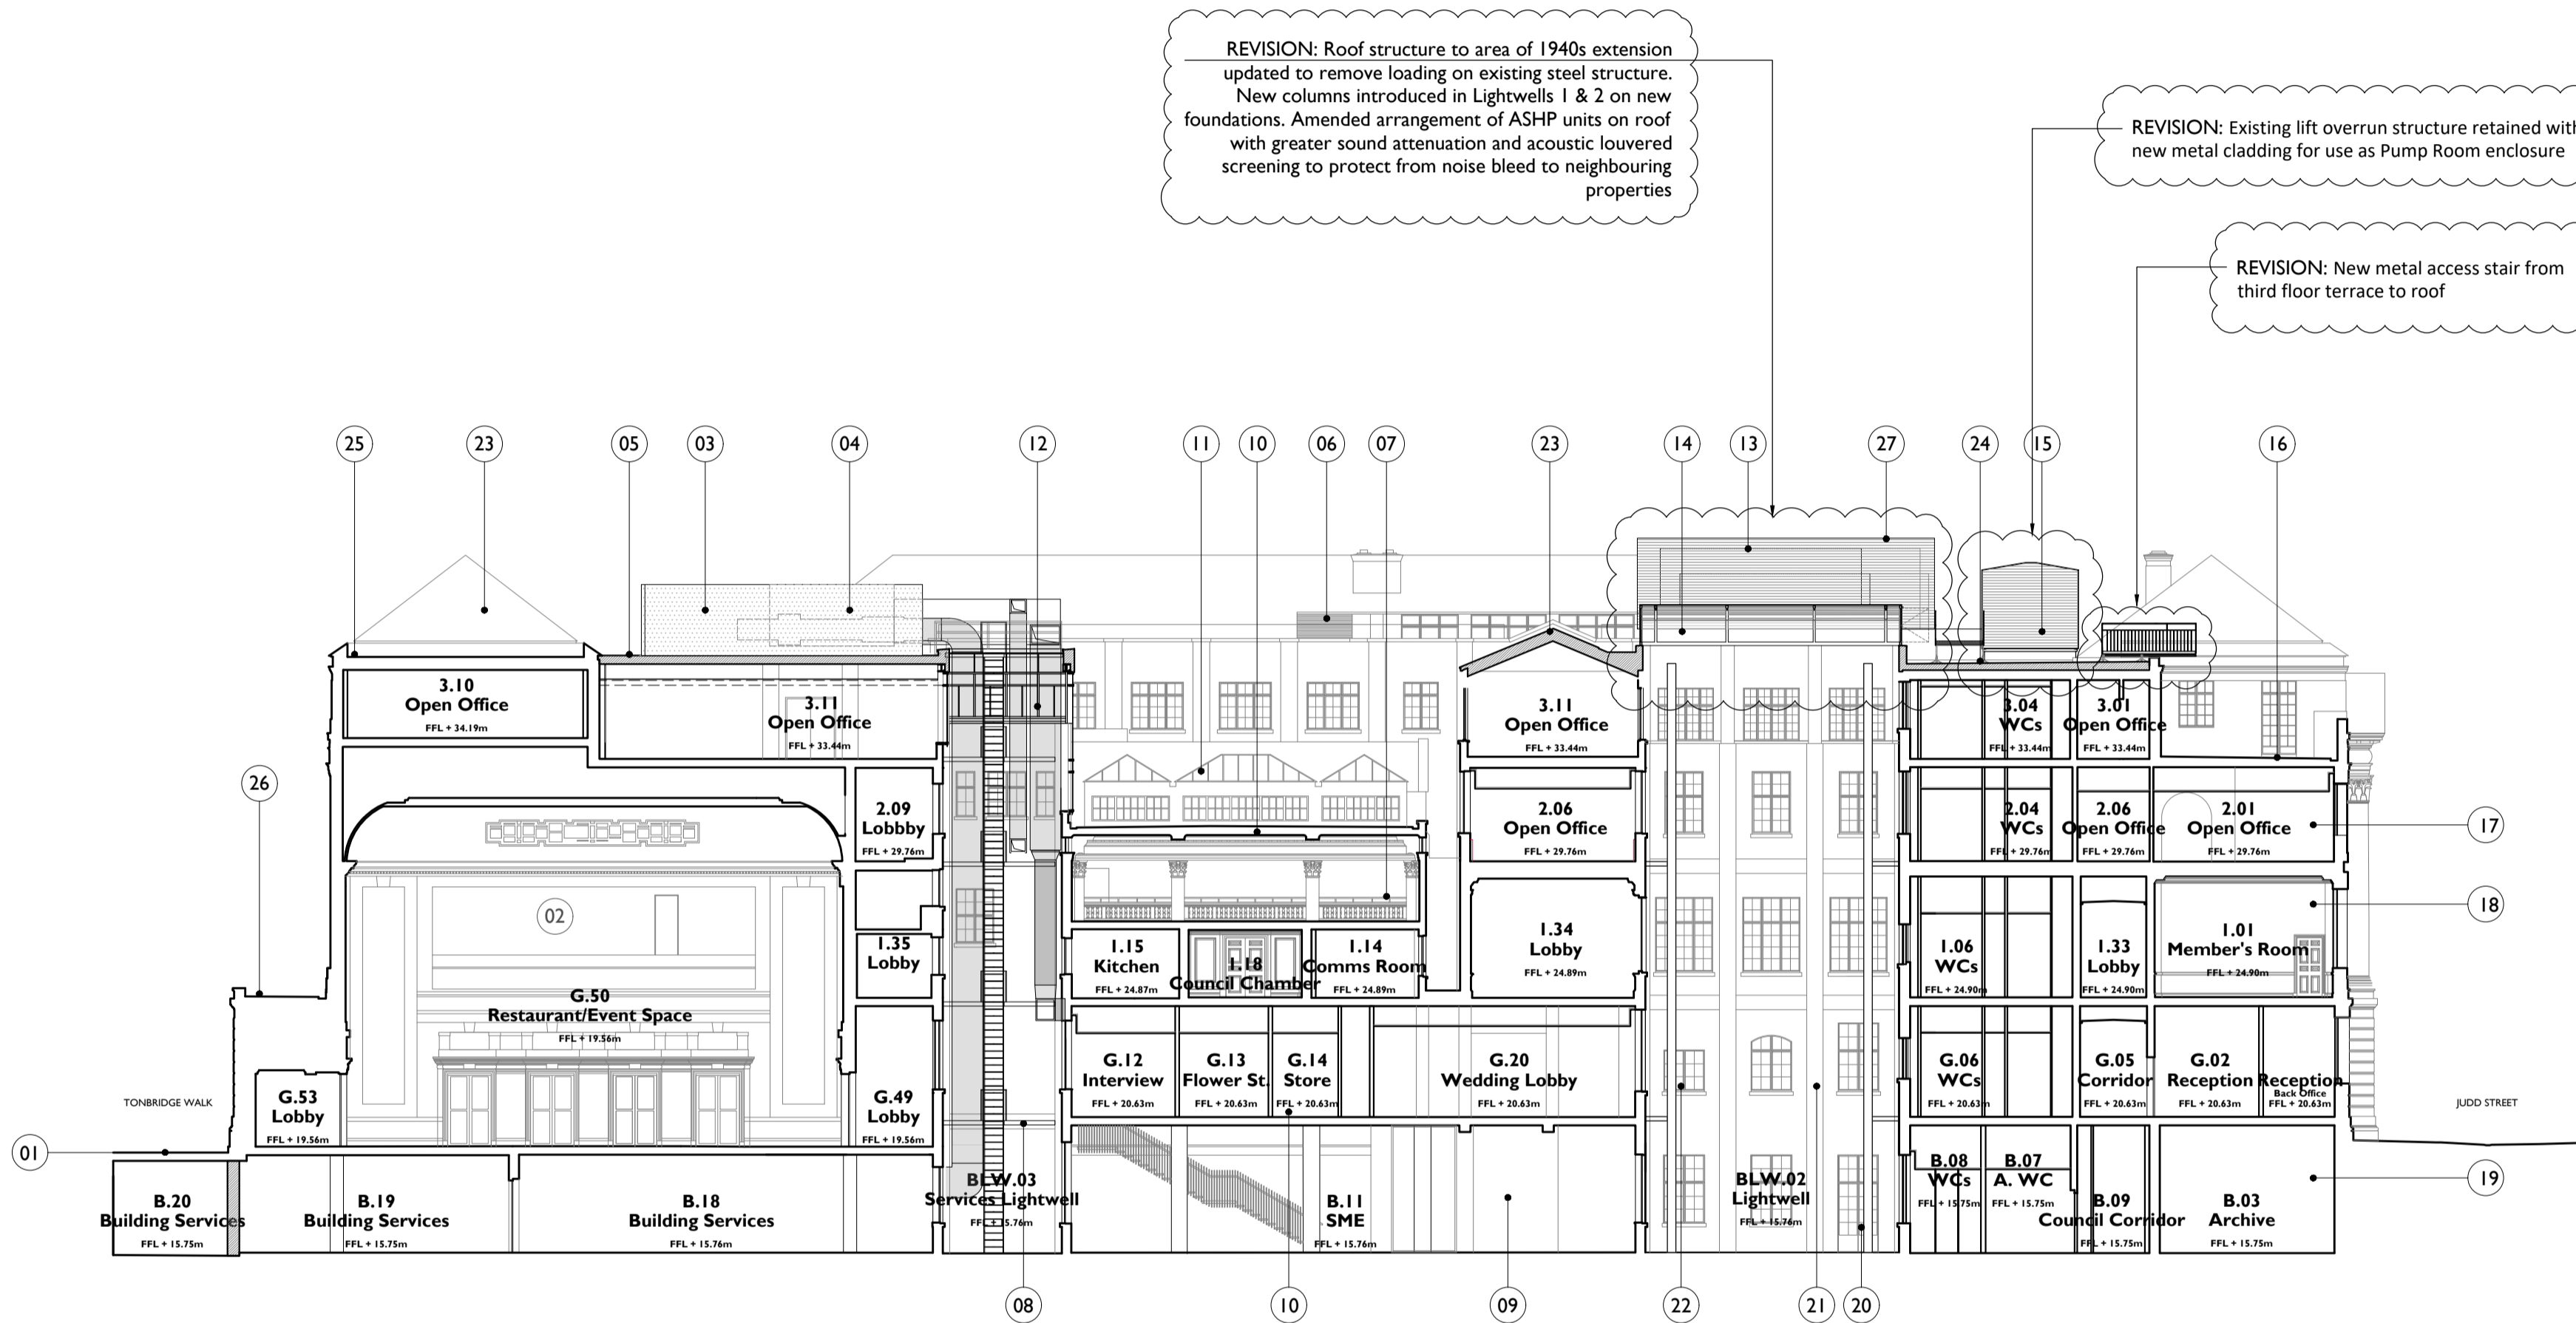 REVISION: Roof structure to area of 1940s extension
updated to remove loading on existing steel structure.
New columns introduced in Lightwells 1 & 2 on new
foundations. Amended arrangement of ASHP units on roof
with greater sound attenuation and acoustic louvered
screening to protect from noise bleed to neighbouring
properties
REVISION: Existing lift overrun structure retained with
new metal cladding for use as Pump Room enclosure
REVISION: New metal access stair from
third floor terrace to roof
25
23
05
03
04
12
11
10
06
07
23
14
13
27
24
15
16
26
02
17
18
19
01
08
10
09
22
21
20
3.10
Open Office
FFL + 34.19m
3.11
Open Office
FFL + 33.44m
3.11
Open Office
FFL + 33.44m
3.04
WCs
FFL + 33.44m
3.01
Open Office
FFL + 33.44m
2.09
Lobbby
FFL + 29.76m
2.06
Open Office
FFL + 29.76m
2.04
WCs
FFL + 29.76m
2.06
Open Office
FFL + 29.76m
2.01
Open Office
FFL + 29.76m
1.35
Lobby
1.15
Kitchen
FFL + 24.87m
1.18
Council Chamber
1.14
Comms Room
FFL + 24.89m
1.34
Lobby
FFL + 24.89m
1.06
WCs
FFL + 24.90m
1.33
Lobby
FFL + 24.90m
1.01
Member's Room
FFL + 24.90m
G.50
Restaurant/Event Space
FFL + 19.56m
TONBRIDGE WALK
G.53
Lobby
FFL + 19.56m
G.49
Lobby
FFL + 19.56m
G.12
Interview
FFL + 20.63m
G.13
Flower St.
FFL + 20.63m
G.14
Store
FFL + 20.63m
G.20
Wedding Lobby
FFL + 20.63m
G.06
WCs
FFL + 20.63m
G.05
Corridor
FFL + 20.63m
G.02
Reception
FFL + 20.63m
Reception
Back Office
FFL + 20.63m
JUDD STREET
B.20
Building Services
FFL + 15.75m
B.19
Building Services
FFL + 15.75m
B.18
Building Services
FFL + 15.76m
BLW.03
Services Lightwell
FFL + 15.76m
B.11
SME
FFL + 15.76m
BLW.02
Lightwell
FFL + 15.76m
B.08
WCs
FFL + 15.75m
B.07
A. WC
FFL + 15.75m
B.09
Council Corridor
FFL + 15.75m
B.03
Archive
FFL + 15.75m